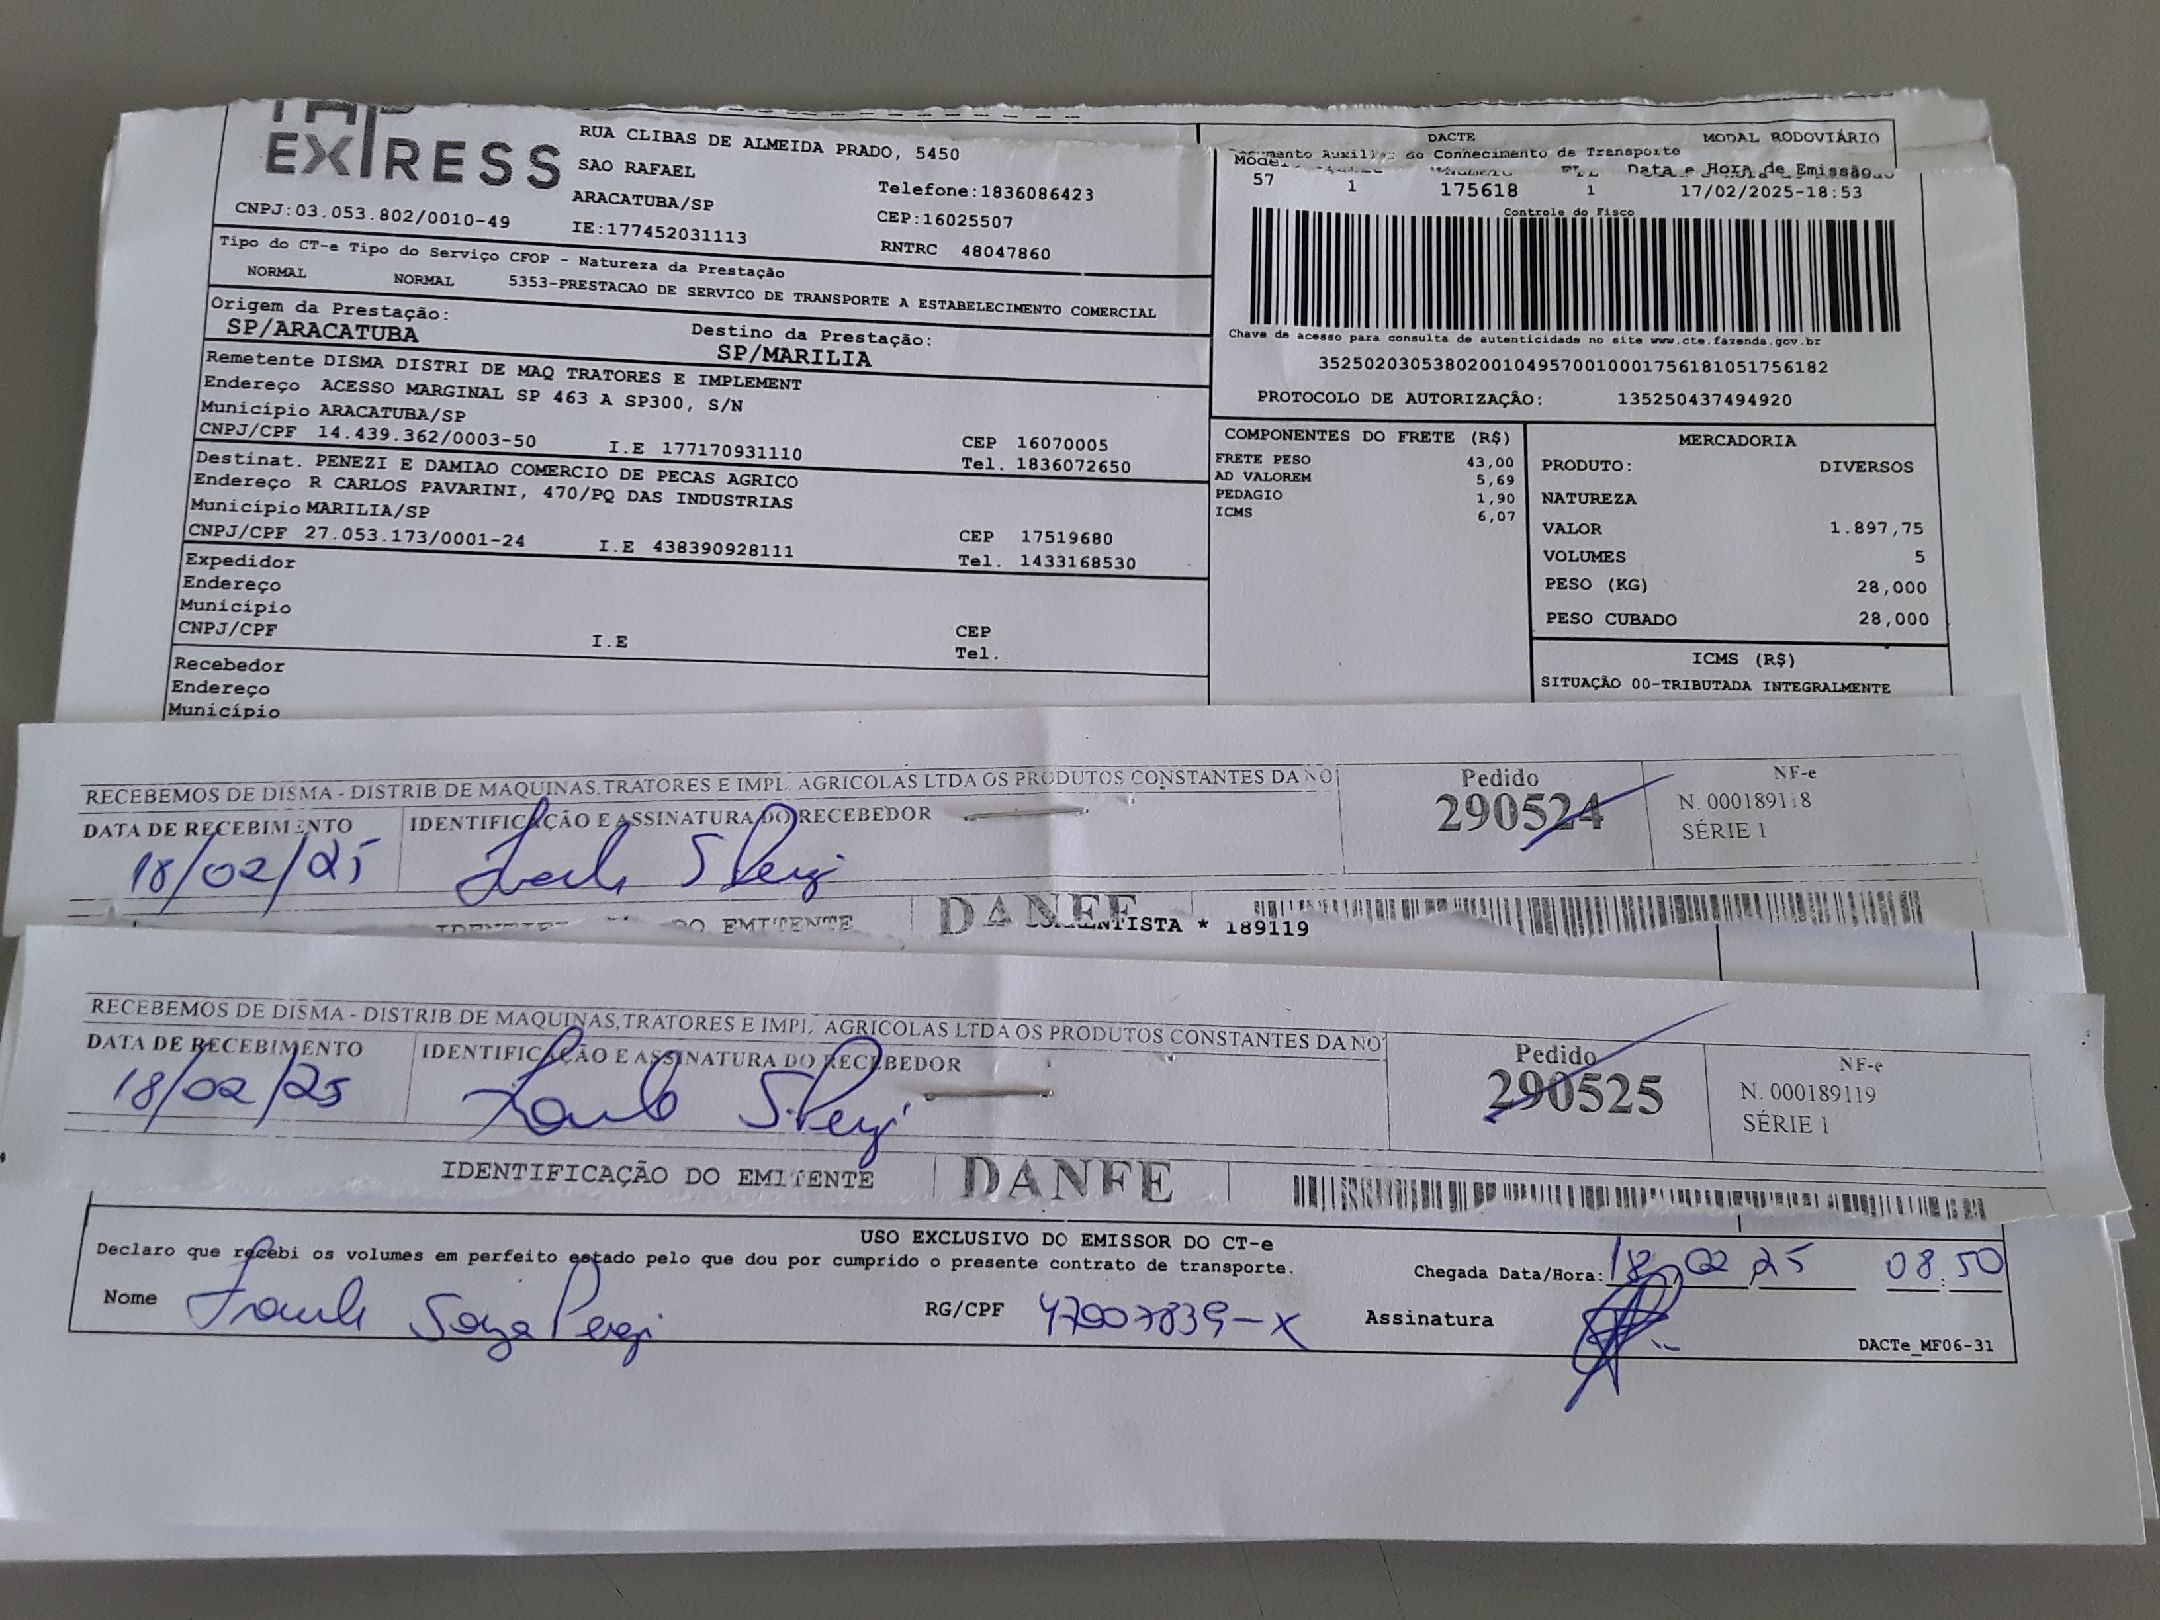 EXPRESS
RUA CLIBAS DE ALMEIDA PRADO, 5450
SAO RAFAEL
ARACATUBA/SP
Telefone:1836086423
CEP:16025507
CNPJ:03.053.802/0010-49
IE:177452031113
RNTRC 48047860
Tipo do CT-e Tipo do Serviço CFOP - Natureza da Prestação
NORMAL NORMAL 5353-PRESTACAO DE SERVICO DE TRANSPORTE A ESTABELECIMENTO COMERCIAL
Origem da Prestação:
SP/ARACATUBA
Destino da Prestação:
SP/MARILIA
Remetente DISMA DISTRI DE MAQ TRATORES E IMPLEMENT
Endereço ACESSO MARGINAL SP 463 A SP300, S/N
Município ARACATUBA/SP
CEP 16070005
CNPJ/CPF 14.439.362/0003-50 I.E 177170931110 Tel. 1836072650
Destinat. PENEZI E DAMIAO COMERCIO DE PECAS AGRICO
Endereço R CARLOS PAVARINI, 470/PQ DAS INDUSTRIAS
Município MARILIA/SP
CEP 17519680
CNPJ/CPF 27.053.173/0001-24 I.E 438390928111 Tel. 1433168530
Expedidor
Endereço
Município
CEP
CNPJ/CPF I.E Tel.
Recebedor
Endereço
Município
DACTE MODAL RODOVIÁRIO
do Conhecimento de Transporte
Data e Hora de Emissão
57 1 175618 1 17/02/2025-18:53
Controle do Fisco
Chave de acesso para consulta de autenticidade no site www.cte.fazenda.gov.br
35250203053802001049570010001756181051756182
PROTOCOLO DE AUTORIZAÇÃO: 135250437494920
COMPONENTES DO FRETE (R$)
FRETE PESO 43,00
AD VALOREM 5,69
PEDAGIO 1,90
ICMS 6,07
MERCADORIA
PRODUTO: DIVERSOS
NATUREZA
VALOR 1.897,75
VOLUMES 5
PESO (KG) 28,000
PESO CUBADO 28,000
ICMS (R$)
SITUAÇÃO 00-TRIBUTADA INTEGRALMENTE
RECEBEMOS DE DISMA - DISTRIB DE MAQUINAS,TRATORES E IMPL. AGRICOLAS LTDA OS PRODUTOS CONSTANTES DA NO
DATA DE RECEBIMENTO IDENTIFICAÇÃO E ASSINATURA DO RECEBEDOR
18/02/25
Pedido
290524
NF-e
N. 000189118
SÉRIE 1
DO EMITENTE DANFE
* 189119
RECEBEMOS DE DISMA - DISTRIB DE MAQUINAS,TRATORES E IMPL. AGRICOLAS LTDA OS PRODUTOS CONSTANTES DA NO
DATA DE RECEBIMENTO IDENTIFICAÇÃO E ASSINATURA DO RECEBEDOR
18/02/25
Pedido
290525
NF-e
N. 000189119
SÉRIE 1
IDENTIFICAÇÃO DO EMITENTE DANFE
USO EXCLUSIVO DO EMISSOR DO CT-e
Declaro que recebi os volumes em perfeito estado pelo que dou por cumprido o presente contrato de transporte.
Chegada Data/Hora: 18 02 25 08:50
Nome RG/CPF 47007839-X Assinatura
DACTe_MF06-31